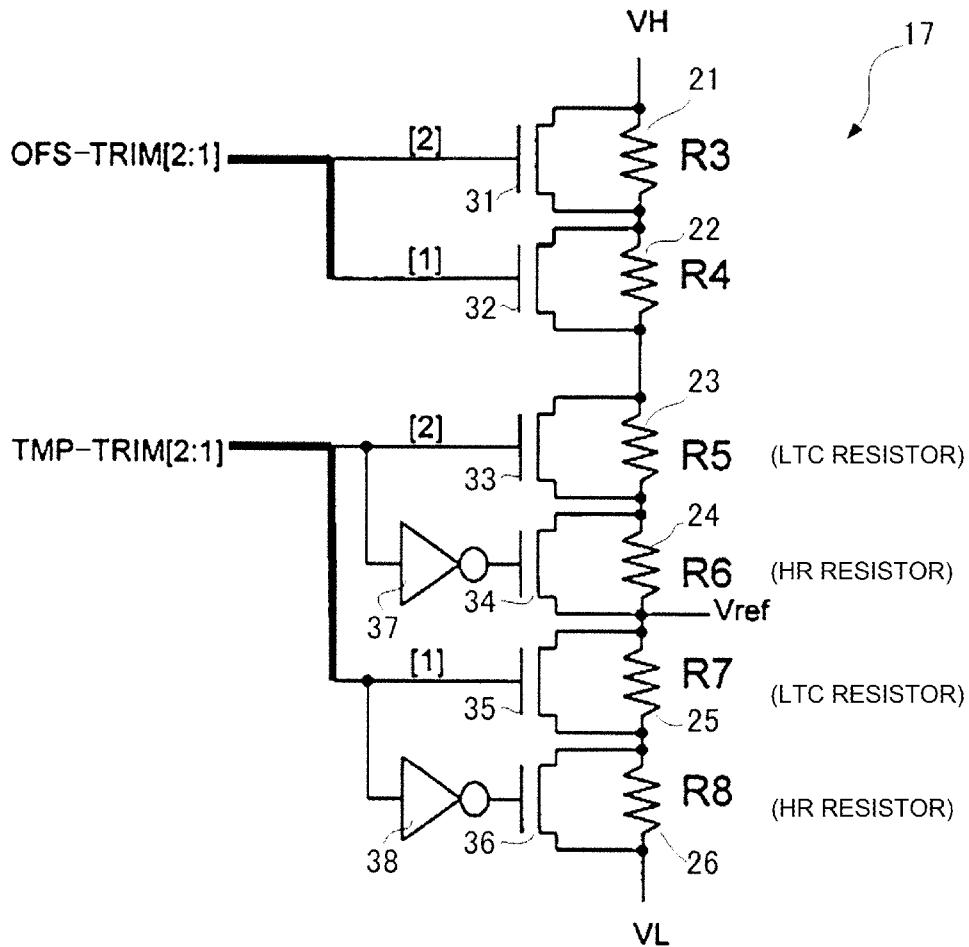 VH
17
21
OFS-TRIM[2:1]
[2]
R3
31
22
[1]
R4
32
23
TMP-TRIM[2:1]
[2]
R5
(LTC RESISTOR)
33
24
R6
(HR RESISTOR)
37
34
Vref
[1]
R7
(LTC RESISTOR)
35
25
R8
(HR RESISTOR)
38
36
26
VL